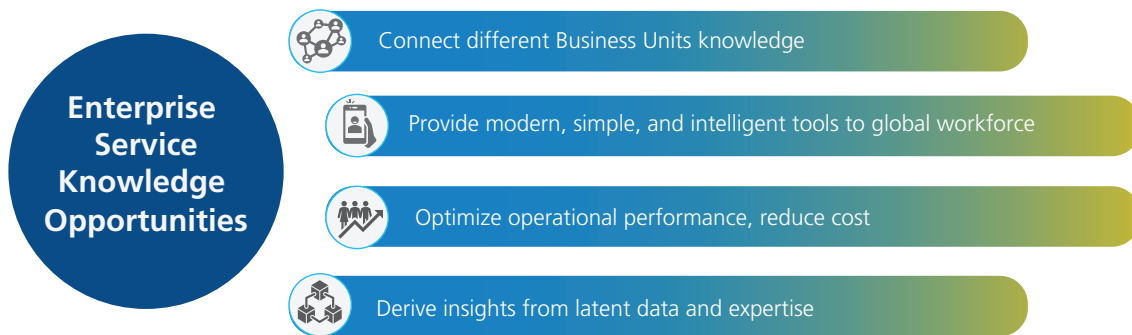 Enterprise
Service
Knowledge
Opportunities
Connect different Business Units knowledge
Provide modern, simple, and intelligent tools to global workforce
Optimize operational performance, reduce cost
Derive insights from latent data and expertise